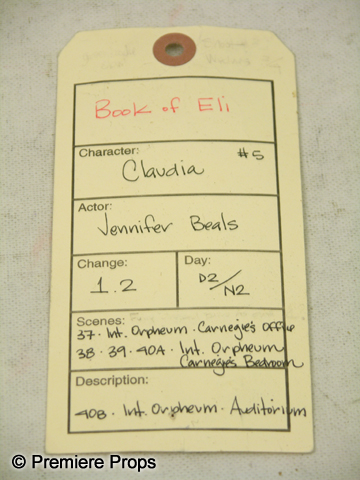 Book of Eli
Character: #5
Claudia
Actor:
Jennifer Beals
Change: Day:
1.2 D2/N2
Scenes:
37 · Int. Orpheum · Carnegie's Office
38 · 39 · 40A · Int. Orpheum
Carnegie's Bedroom
Description:
40B · Int. Orpheum · Auditorium
© Premiere Props